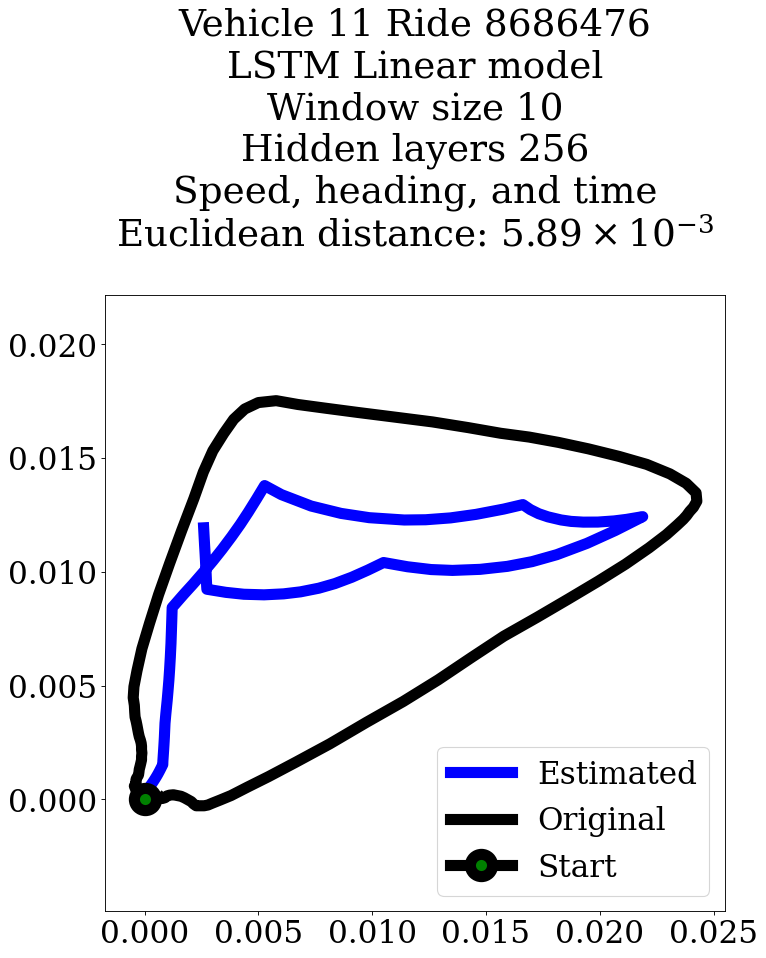 Vehicle 11 Ride 8686476
LSTM Linear model
Window size 10
Hidden layers 256
Speed, heading, and time
Euclidean distance: 5.89 × 10⁻³
0.020
0.015
0.010
0.005
0.000
Estimated
Original
Start
0.000 0.005 0.010 0.015 0.020 0.025